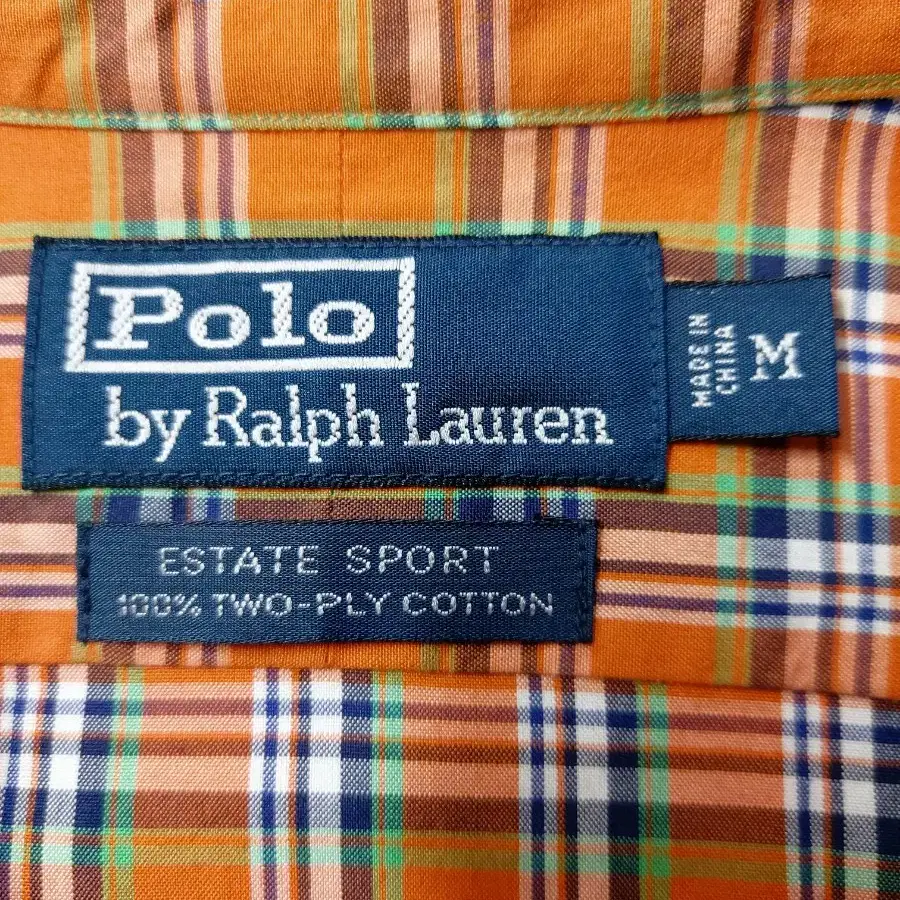 Polo
by Ralph Lauren
MADE IN
CHINA
M
ESTATE SPORT
100% TWO-PLY COTTON